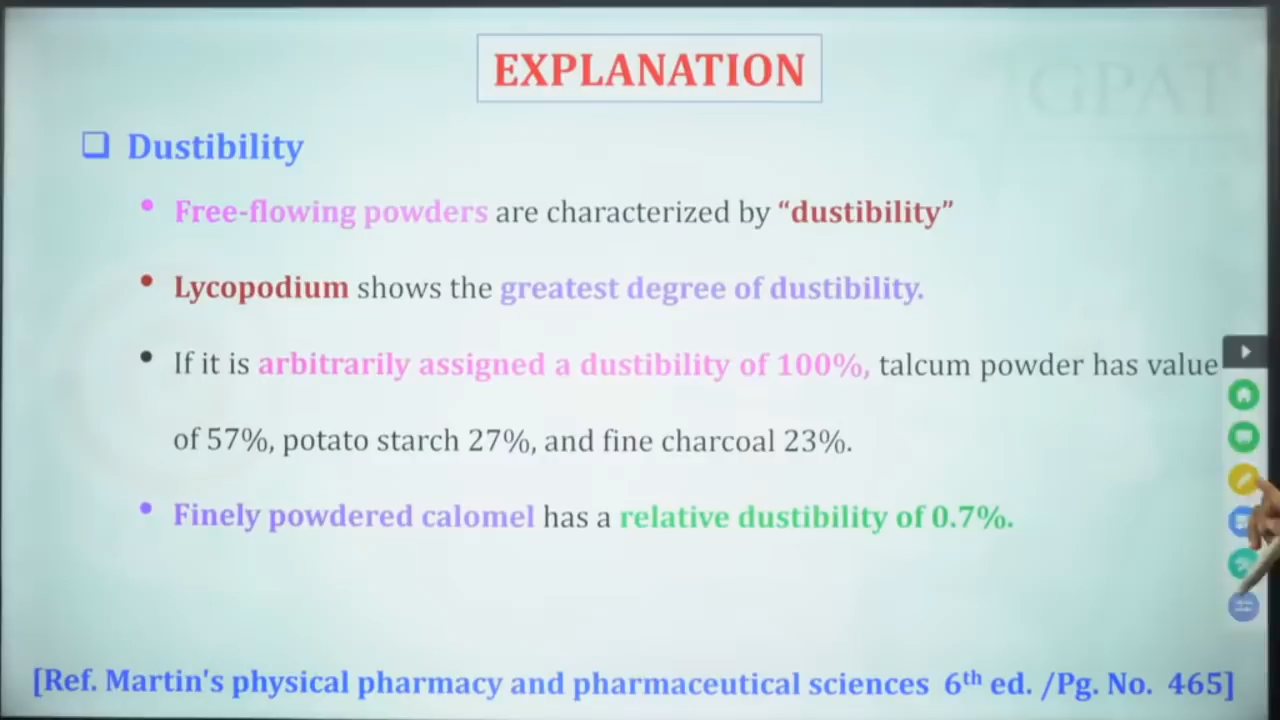 EXPLANATION
GPAT
❑ Dustibility
• Free-flowing powders are characterized by “dustibility”
• Lycopodium shows the greatest degree of dustibility.
• If it is arbitrarily assigned a dustibility of 100%, talcum powder has value
of 57%, potato starch 27%, and fine charcoal 23%.
• Finely powdered calomel has a relative dustibility of 0.7%.
[Ref. Martin's physical pharmacy and pharmaceutical sciences 6th ed. /Pg. No. 465]